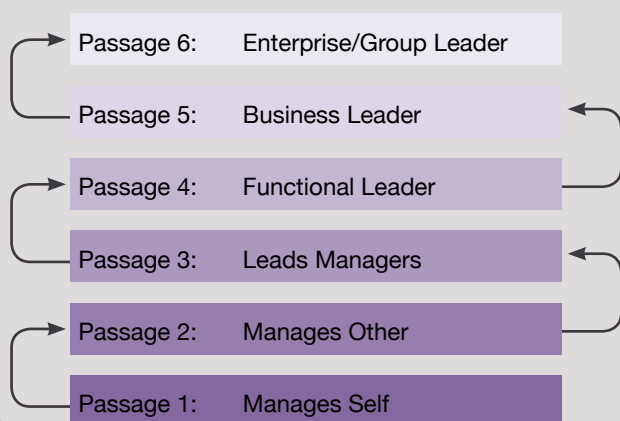 Passage 6: Enterprise/Group Leader
Passage 5: Business Leader
Passage 4: Functional Leader
Passage 3: Leads Managers
Passage 2: Manages Other
Passage 1: Manages Self